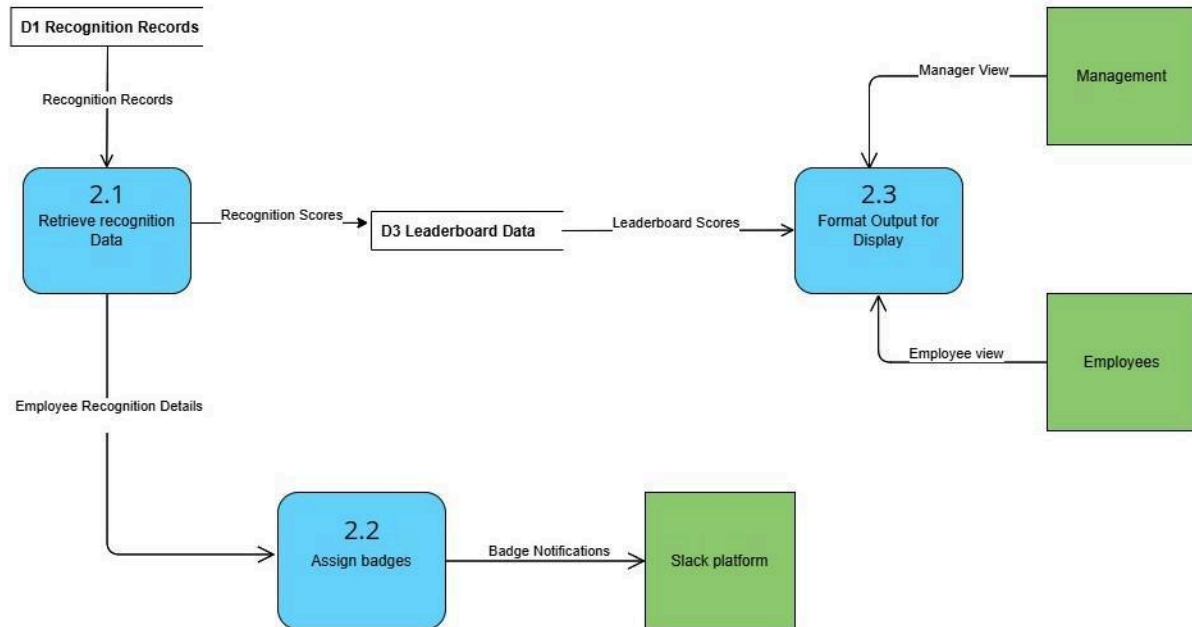 D1 Recognition Records
Recognition Records
Manager View
Management
2.1
Retrieve recognition
Data
Recognition Scores
D3 Leaderboard Data
Leaderboard Scores
2.3
Format Output for
Display
Employee view
Employees
Employee Recognition Details
2.2
Assign badges
Badge Notifications
Slack platform